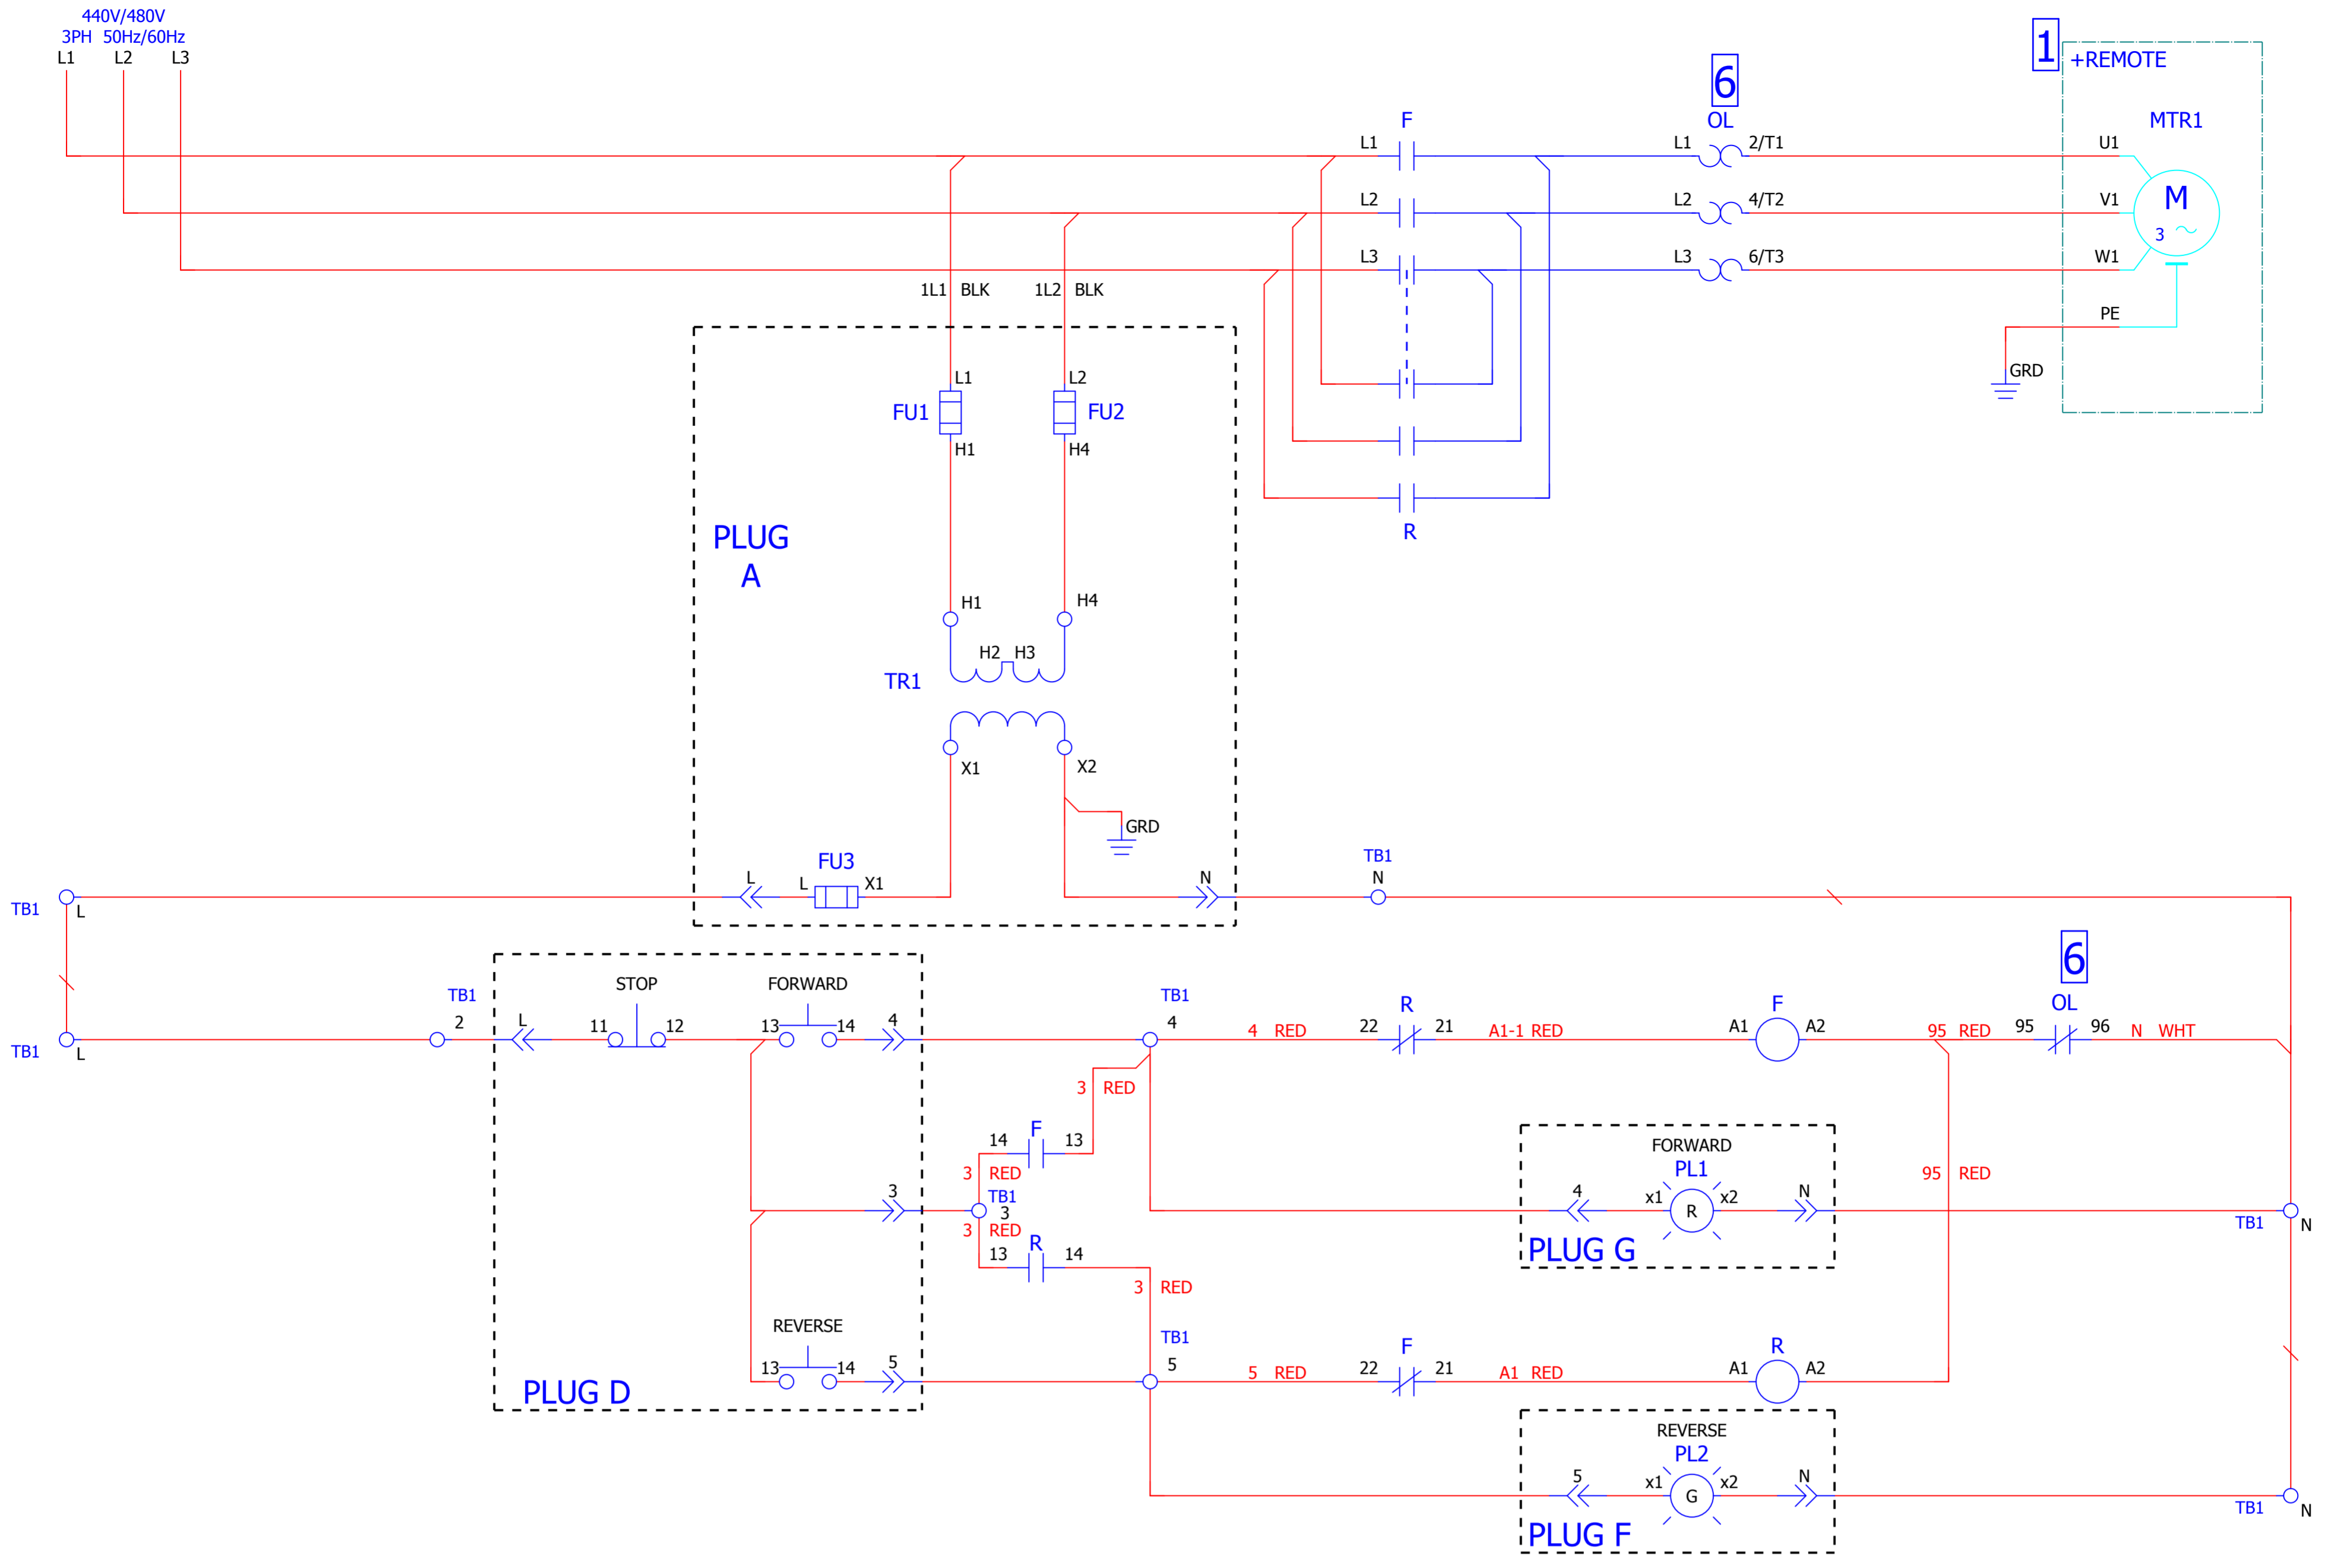 440V/480V
3PH 50Hz/60Hz
L1 L2 L3
1
+REMOTE
6
F
OL
MTR1
L1
L1
2/T1
U1
L2
L2
4/T2
V1
M
3
L3
L3
6/T3
W1
1L1 BLK
1L2 BLK
PE
GRD
L1
L2
FU1
FU2
H1
H4
R
PLUG
A
H1
H4
H2 H3
TR1
X1
X2
GRD
FU3
L
L
X1
N
TB1
N
TB1
L
6
STOP
FORWARD
TB1
2
L
11
12
13
14
4
TB1
4
4 RED
R
22
21
A1-1 RED
F
A1
A2
95 RED
OL
95
96
N WHT
TB1
L
3 RED
F
14
13
3 RED
TB1
3
3
3 RED
R
13
14
3 RED
FORWARD
PL1
4
x1
R
x2
N
PLUG G
95 RED
TB1
N
REVERSE
13
14
5
PLUG D
TB1
5
5 RED
F
22
21
A1 RED
R
A1
A2
REVERSE
PL2
5
x1
G
x2
N
PLUG F
TB1
N